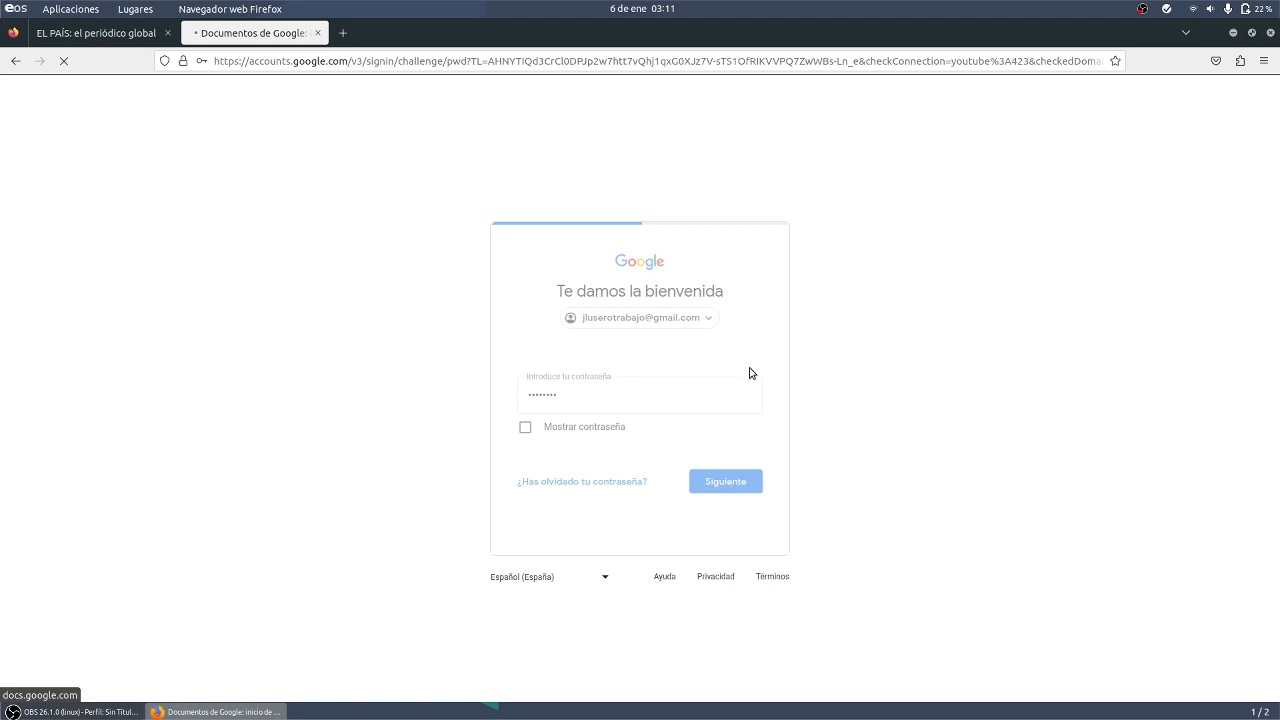 EOS Aplicaciones Lugares Navegador web Firefox 6 de ene 03:11 22 %
EL PAÍS: el periódico global Documentos de Google:
https://accounts.google.com/v3/signin/challenge/pwd?TL=AHNYTIQd3CrCl0DPJp2w7htt7vQhj1qxG0XJz7V-sTS1OfRIKVVPQ7ZwWBs-Ln_e&checkConnection=youtube%3A423&checkedDomai
Google
Te damos la bienvenida
jluserotrabajo@gmail.com
Introduce tu contraseña
••••••••
Mostrar contraseña
¿Has olvidado tu contraseña? Siguiente
Español (España) Ayuda Privacidad Términos
docs.google.com
OBS 26.1.0 (linux) - Perfil: Sin Titul... Documentos de Google: inicio de ... 1 / 2